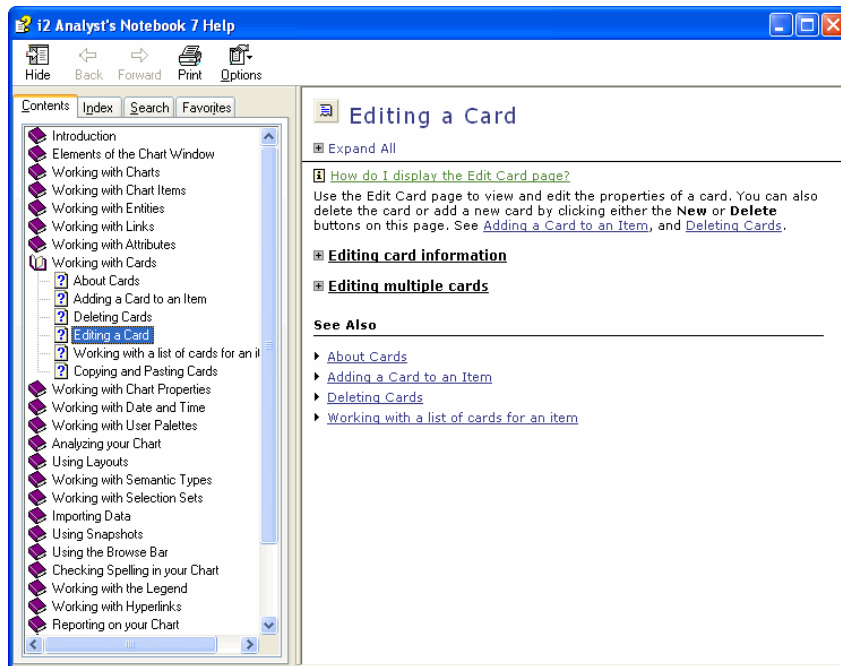 i2 Analyst's Notebook 7 Help
Hide Back Forward Print Options
Contents Index Search Favorites
Introduction
Elements of the Chart Window
Working with Charts
Working with Chart Items
Working with Entities
Working with Links
Working with Attributes
Working with Cards
About Cards
Adding a Card to an Item
Deleting Cards
Editing a Card
Working with a list of cards for an it
Copying and Pasting Cards
Working with Chart Properties
Working with Date and Time
Working with User Palettes
Analyzing your Chart
Using Layouts
Working with Semantic Types
Working with Selection Sets
Importing Data
Using Snapshots
Using the Browse Bar
Checking Spelling in your Chart
Working with the Legend
Working with Hyperlinks
Reporting on your Chart
Editing a Card
Expand All
How do I display the Edit Card page?
Use the Edit Card page to view and edit the properties of a card. You can also
delete the card or add a new card by clicking either the New or Delete
buttons on this page. See Adding a Card to an Item, and Deleting Cards.
Editing card information
Editing multiple cards
See Also
About Cards
Adding a Card to an Item
Deleting Cards
Working with a list of cards for an item